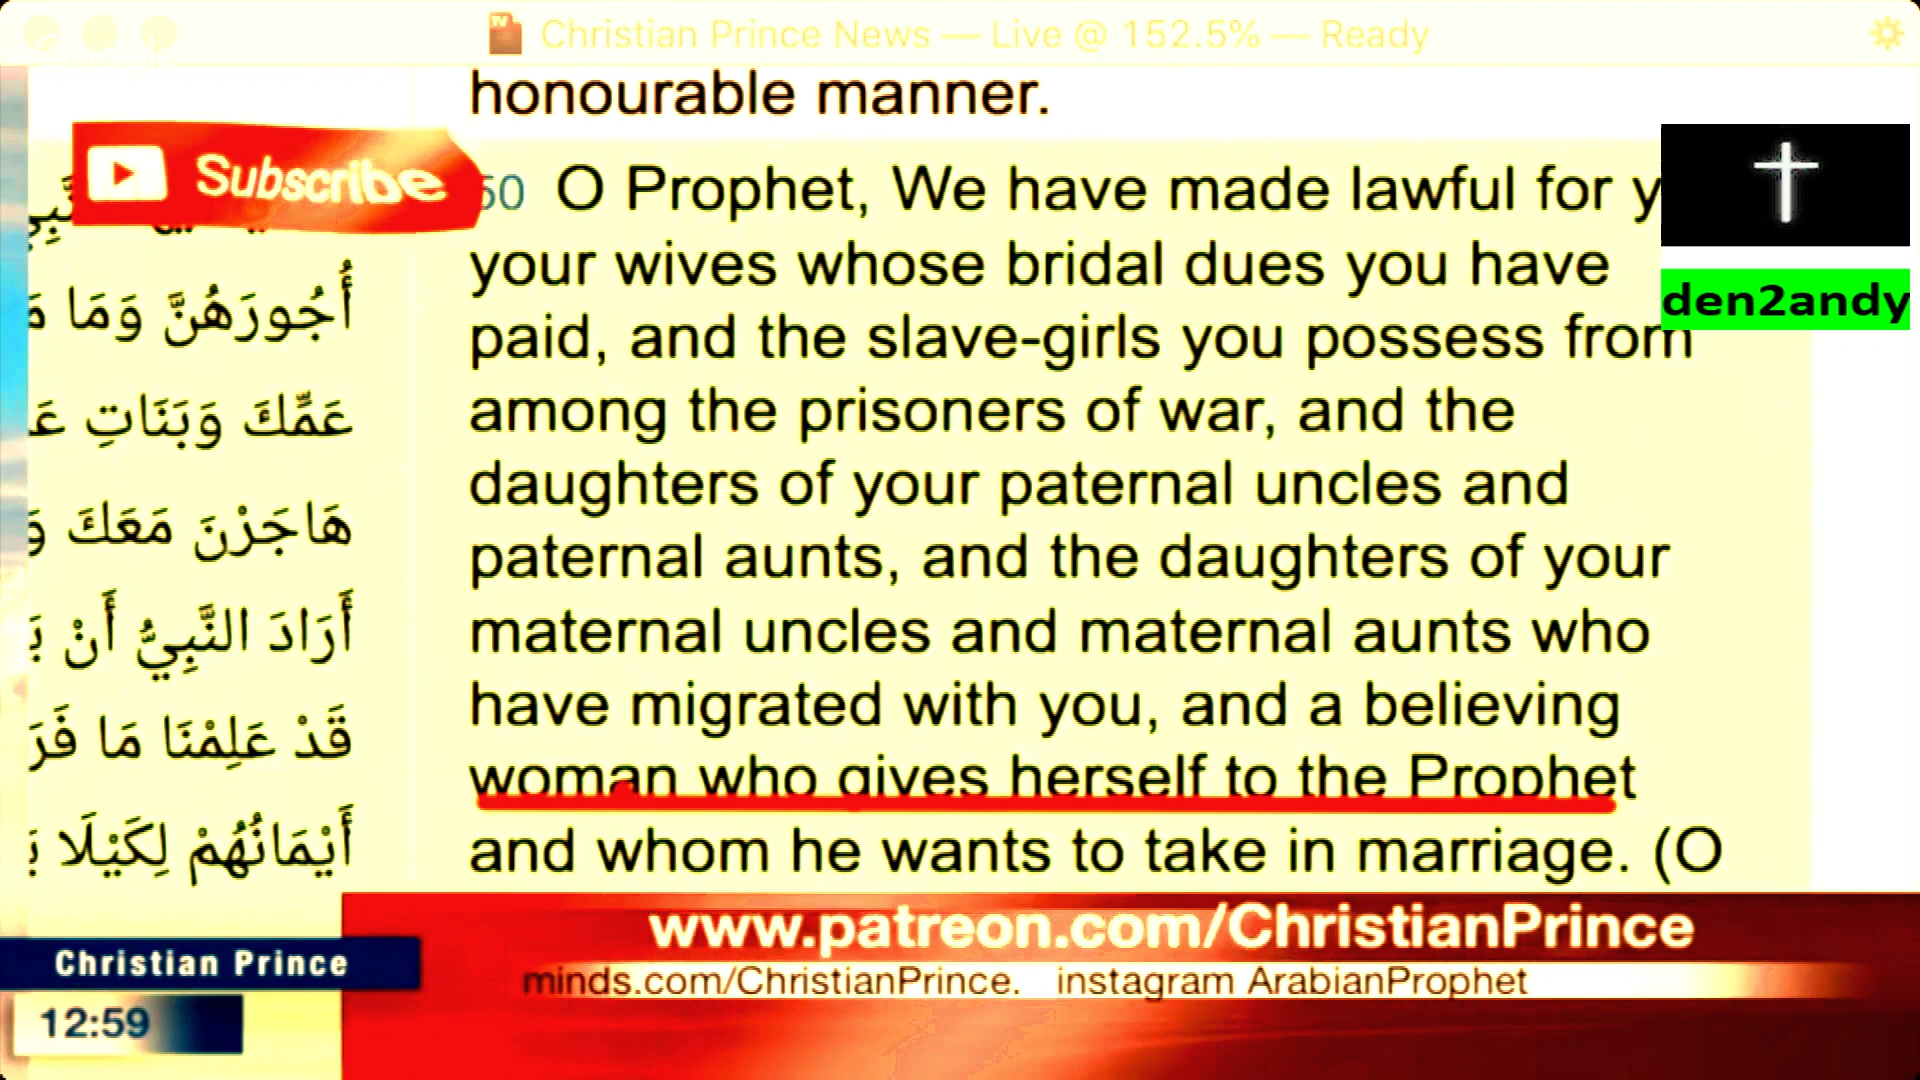 Christian Prince News — Live @ 152.5% — Ready
honourable manner.
Subscribe
50 O Prophet, We have made lawful for
your wives whose bridal dues you have
paid, and the slave-girls you possess from
among the prisoners of war, and the
daughters of your paternal uncles and
paternal aunts, and the daughters of your
maternal uncles and maternal aunts who
have migrated with you, and a believing
woman who gives herself to the Prophet
and whom he wants to take in marriage. (O
أُجُورَهُنَّ وَمَا
عَمِّكَ وَبَنَاتِ
هَاجَرْنَ مَعَكَ
أَرَادَ النَّبِيُّ أَنْ
قَدْ عَلِمْنَا مَا
أَيْمَانُهُمْ لِكَيْلَا
den2andy
www.patreon.com/ChristianPrince
minds.com/ChristianPrince. instagram ArabianProphet
Christian Prince
12:59